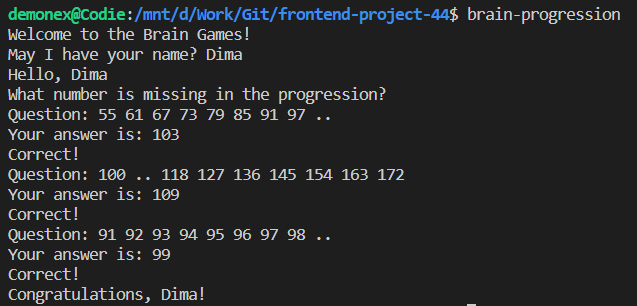 demonex@Codie:/mnt/d/Work/Git/frontend-project-44$ brain-progression
Welcome to the Brain Games!
May I have your name? Dima
Hello, Dima
What number is missing in the progression?
Question: 55 61 67 73 79 85 91 97 ..
Your answer is: 103
Correct!
Question: 100 .. 118 127 136 145 154 163 172
Your answer is: 109
Correct!
Question: 91 92 93 94 95 96 97 98 ..
Your answer is: 99
Correct!
Congratulations, Dima!